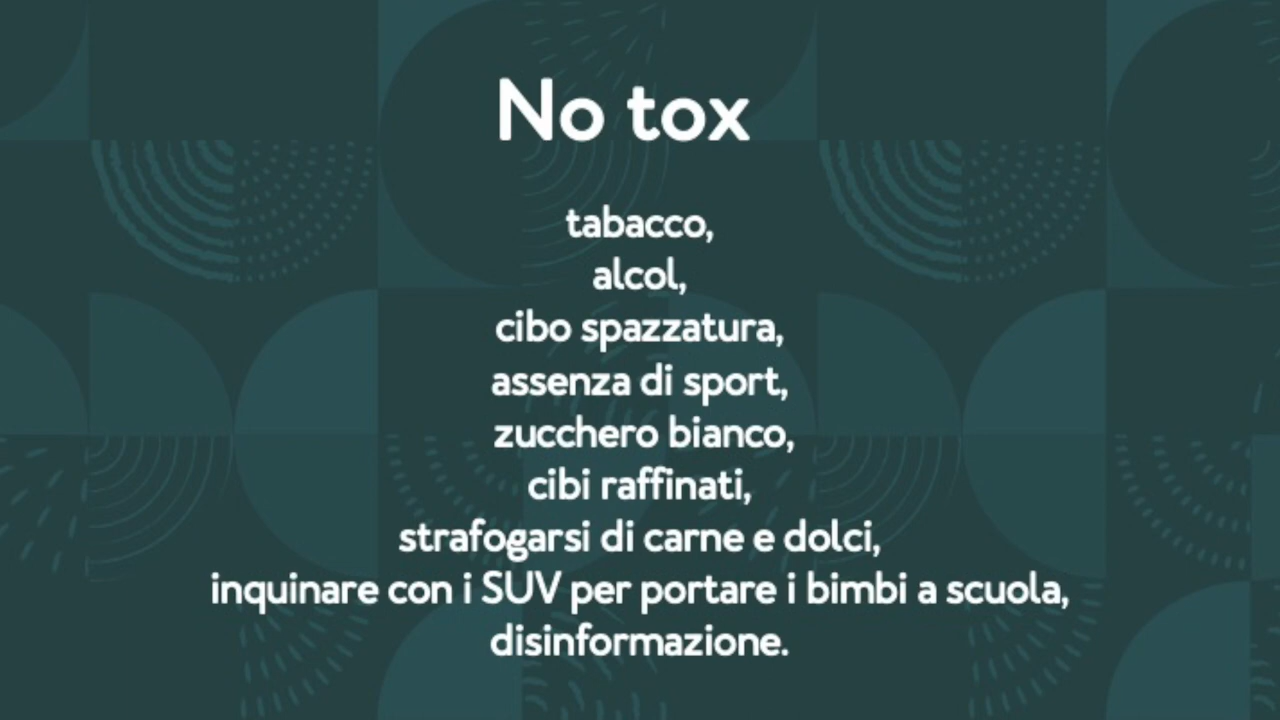 No tox
tabacco,
alcol,
cibo spazzatura,
assenza di sport,
zucchero bianco,
cibi raffinati,
strafogarsi di carne e dolci,
inquinare con i SUV per portare i bimbi a scuola,
disinformazione.